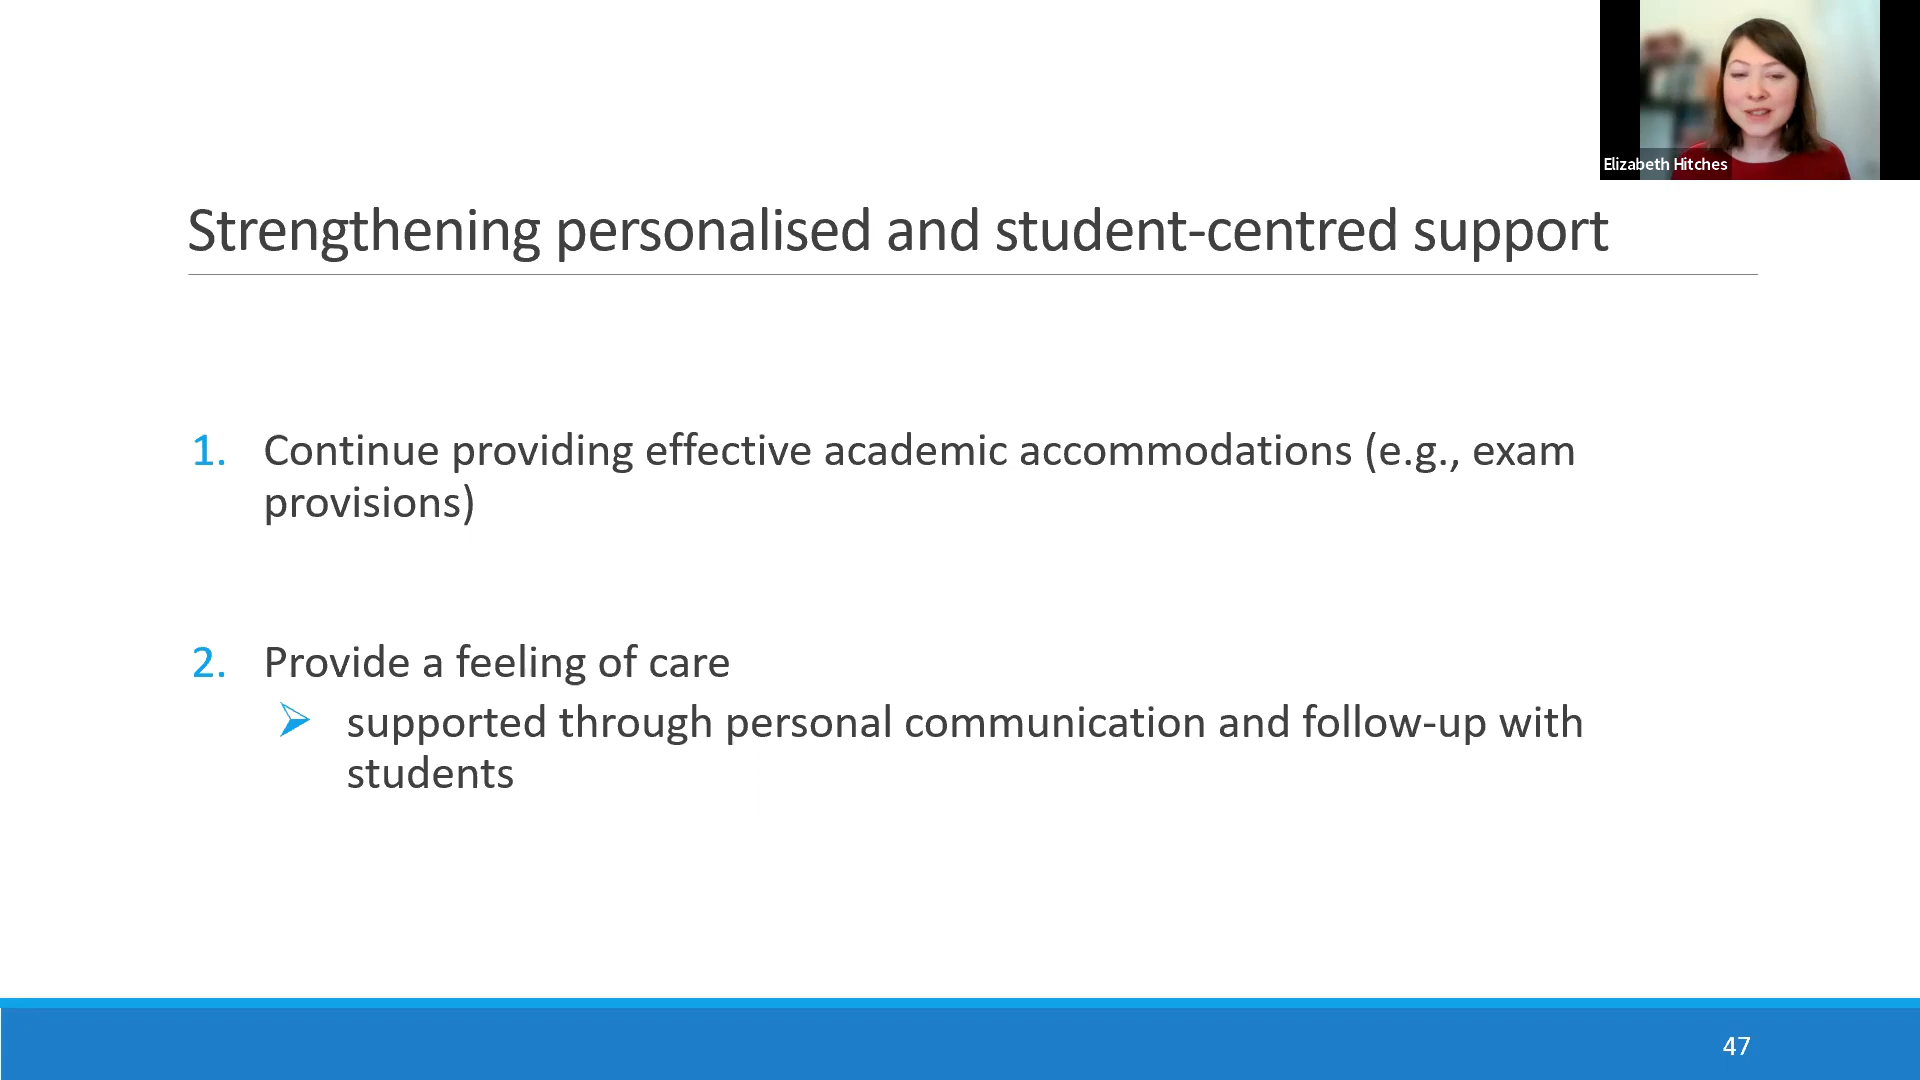 Elizabeth Hitches
Strengthening personalised and student-centred support
1. Continue providing effective academic accommodations (e.g., exam
provisions)
2. Provide a feeling of care
supported through personal communication and follow-up with
students
47